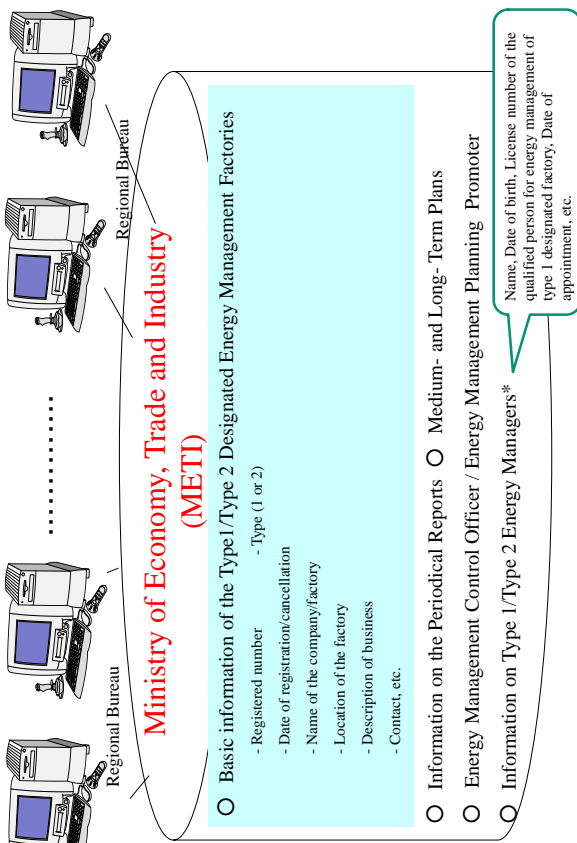 Regional Bureau
Regional Bureau
Ministry of Economy, Trade and Industry
(METI)
○ Basic information of the Type1/Type 2 Designated Energy Management Factories
- Registered number - Type (1 or 2)
- Date of registration/cancellation
- Name of the company/factory
- Location of the factory
- Description of business
- Contact, etc.
○ Information on the Periodical Reports ○ Medium- and Long- Term Plans
○ Energy Management Control Officer / Energy Management Planning Promoter
○ Information on Type 1/Type 2 Energy Managers*
Name, Date of birth, License number of the
qualified person for energy management of
type 1 designated factory, Date of
appointment, etc.